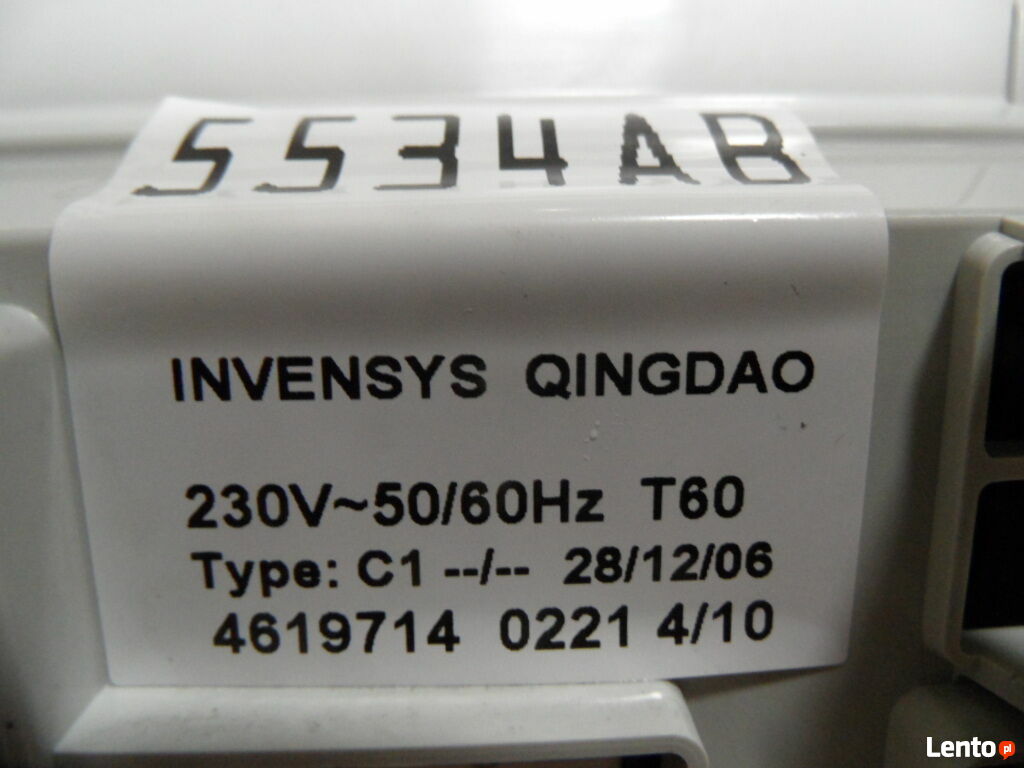 5534AB
INVENSYS QINGDAO
230V~50/60Hz T60
Type: C1 --/-- 28/12/06
4619714 0221 4/10
Lento pl